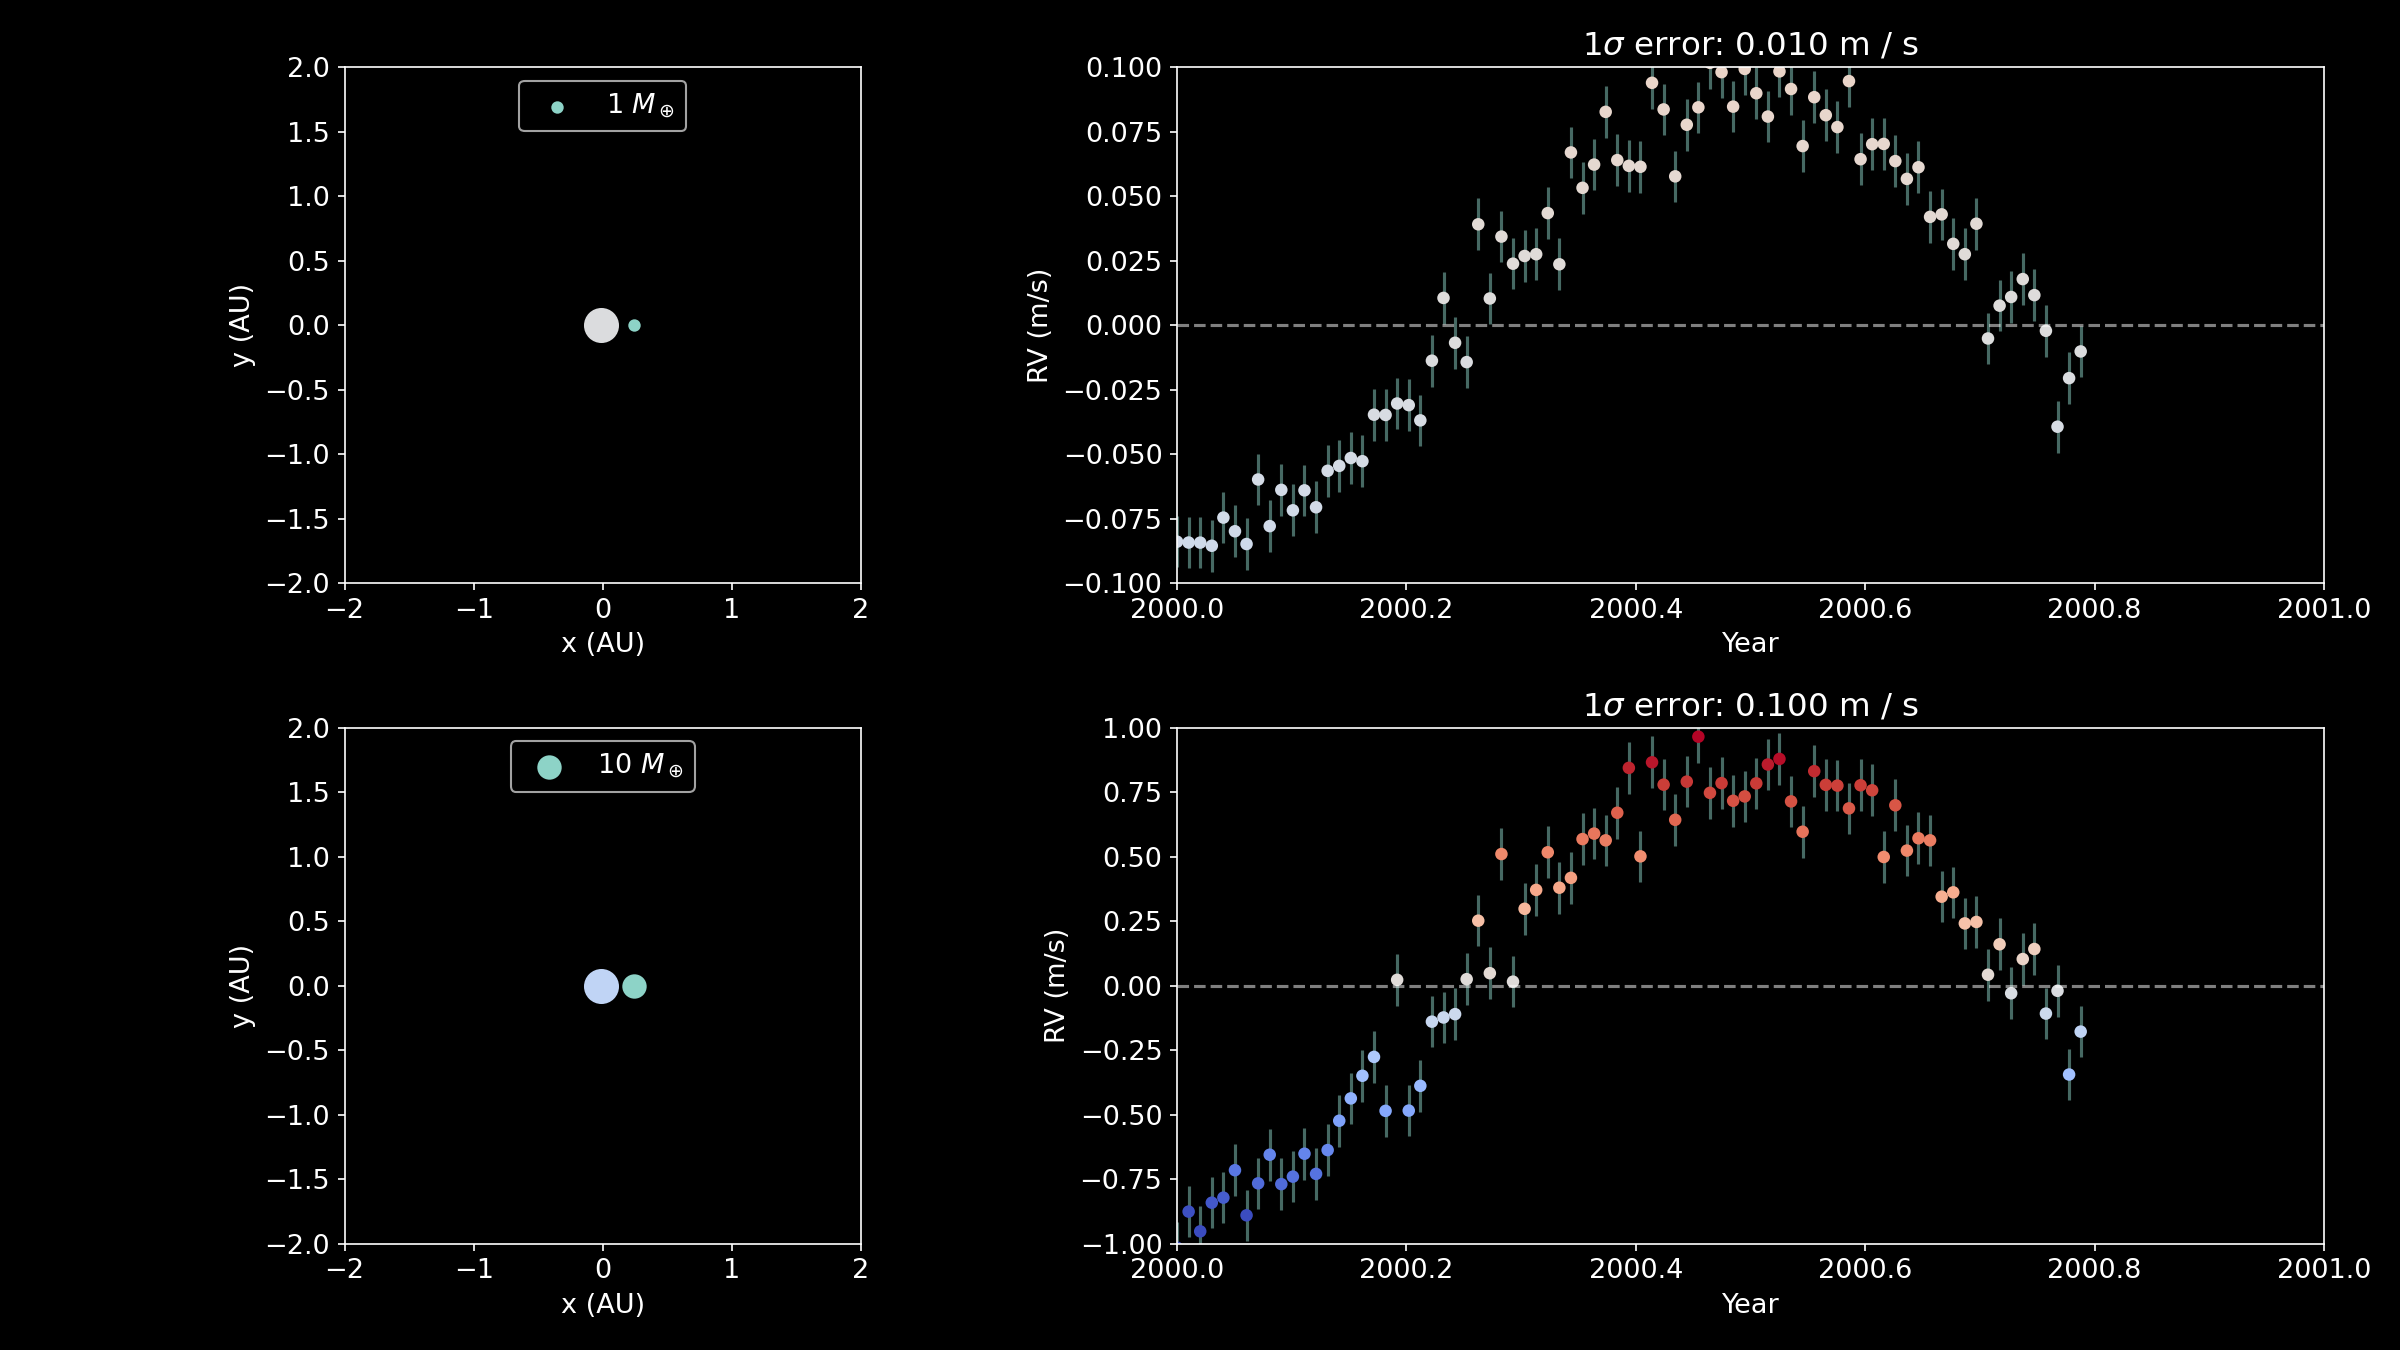 1 M⊕
2.0
1.5
1.0
0.5
0.0
−0.5
−1.0
−1.5
−2.0
y (AU)
−2 −1 0 1 2
x (AU)
1σ error: 0.010 m / s
0.100
0.075
0.050
0.025
0.000
−0.025
−0.050
−0.075
−0.100
RV (m/s)
2000.0 2000.2 2000.4 2000.6 2000.8 2001.0
Year
10 M⊕
2.0
1.5
1.0
0.5
0.0
−0.5
−1.0
−1.5
−2.0
y (AU)
−2 −1 0 1 2
x (AU)
1σ error: 0.100 m / s
1.00
0.75
0.50
0.25
0.00
−0.25
−0.50
−0.75
−1.00
RV (m/s)
2000.0 2000.2 2000.4 2000.6 2000.8 2001.0
Year